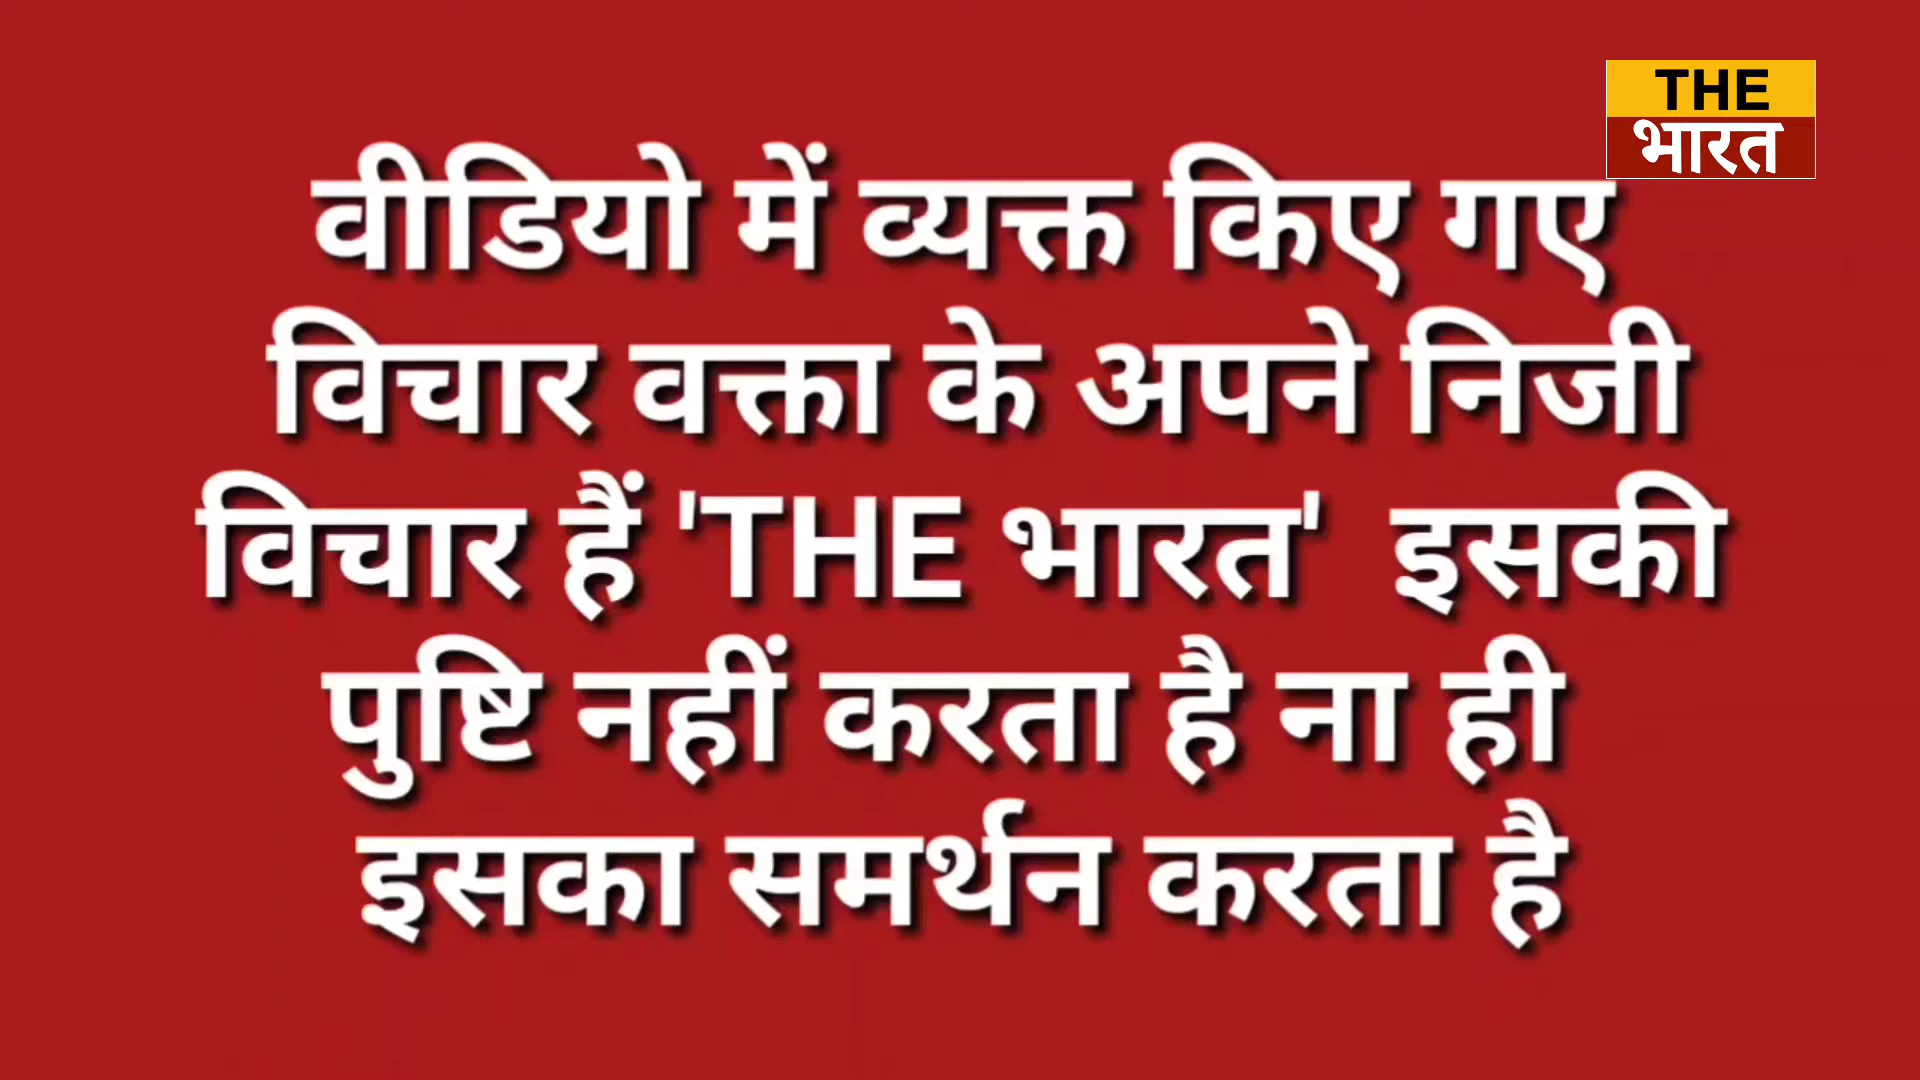 THE
भारत
वीडियो में व्यक्त किए गए
विचार वक्ता के अपने निजी
विचार हैं 'THE भारत' इसकी
पुष्टि नहीं करता है ना ही
इसका समर्थन करता है